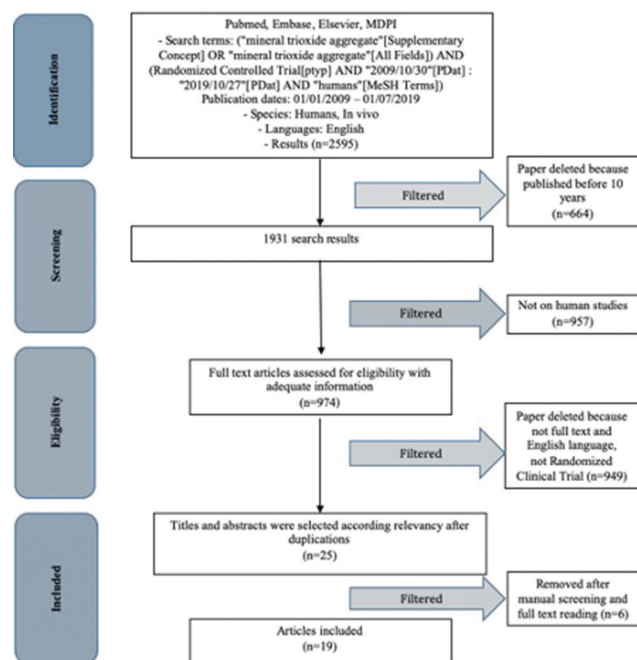 Identification
Pubmed, Embase, Elsevier, MDPI
- Search terms: ("mineral trioxide aggregate"[Supplementary
Concept] OR "mineral trioxide aggregate"[All Fields]) AND
(Randomized Controlled Trial[ptyp] AND "2009/10/30"[PDat] :
"2019/10/27"[PDat] AND "humans"[MeSH Terms])
Publication dates: 01/01/2009 – 01/07/2019
- Species: Humans, In vivo
- Languages: English
- Results (n=2595)
Filtered
Paper deleted because
published before 10
years
(n=664)
Screening
1931 search results
Filtered
Not on human studies
(n=957)
Eligibility
Full text articles assessed for eligibility with
adequate information
(n=974)
Filtered
Paper deleted because
not full text and
English language,
not Randomized
Clinical Trial (n=949)
Included
Titles and abstracts were selected according relevancy after
duplications
(n=25)
Filtered
Removed after
manual screening and
full text reading (n=6)
Articles included
(n=19)